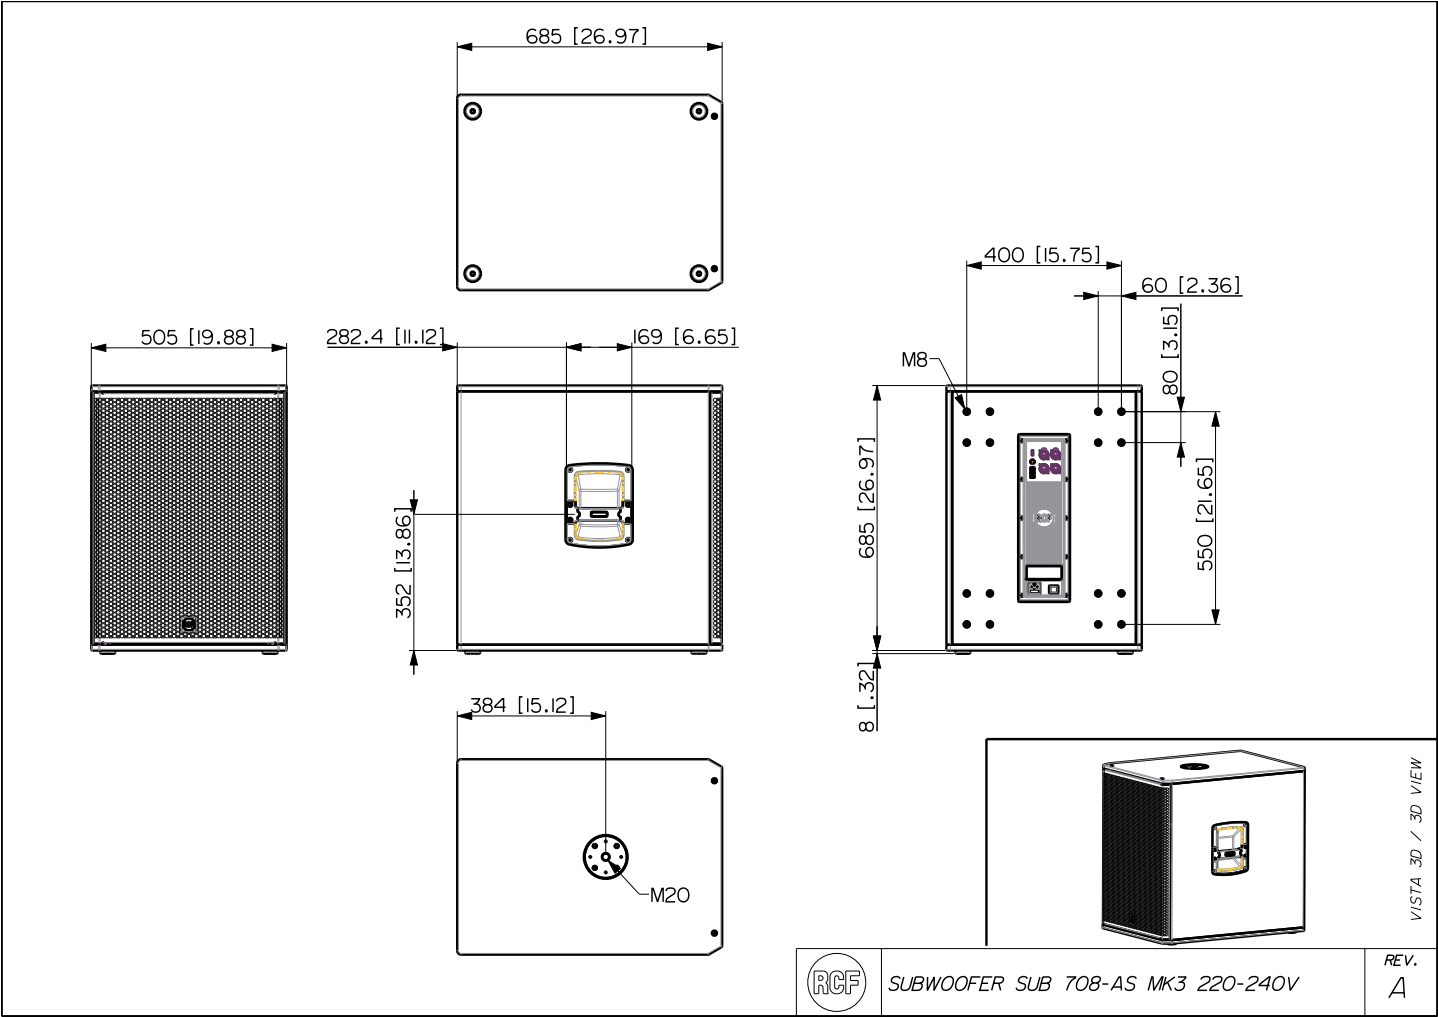 685 [26.97]
400 [15.75]
60 [2.36]
505 [19.88]
282.4 [11.12]
169 [6.65]
80 [3.15]
M8
685 [26.97]
550 [21.65]
352 [13.86]
RCF
8 [.32]
384 [15.12]
M20
VISTA 3D / 3D VIEW
RCF
SUBWOOFER SUB 708-AS MK3 220-240V
REV.
A